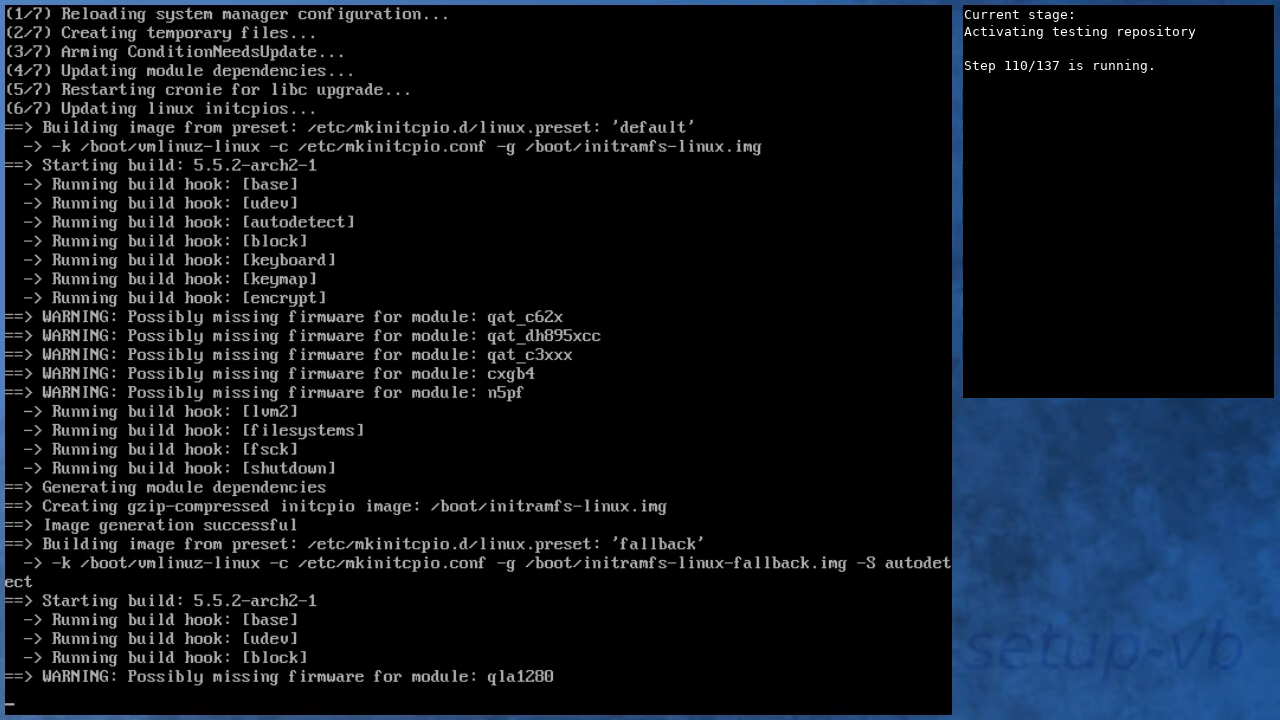 (1/7) Reloading system manager configuration...
(2/7) Creating temporary files...
(3/7) Arming ConditionNeedsUpdate...
(4/7) Updating module dependencies...
(5/7) Restarting cronie for libc upgrade...
(6/7) Updating linux initcpios...
==> Building image from preset: /etc/mkinitcpio.d/linux.preset: 'default'
  -> -k /boot/vmlinuz-linux -c /etc/mkinitcpio.conf -g /boot/initramfs-linux.img
==> Starting build: 5.5.2-arch2-1
  -> Running build hook: [base]
  -> Running build hook: [udev]
  -> Running build hook: [autodetect]
  -> Running build hook: [block]
  -> Running build hook: [keyboard]
  -> Running build hook: [keymap]
  -> Running build hook: [encrypt]
==> WARNING: Possibly missing firmware for module: qat_c62x
==> WARNING: Possibly missing firmware for module: qat_dh895xcc
==> WARNING: Possibly missing firmware for module: qat_c3xxx
==> WARNING: Possibly missing firmware for module: cxgb4
==> WARNING: Possibly missing firmware for module: n5pf
  -> Running build hook: [lvm2]
  -> Running build hook: [filesystems]
  -> Running build hook: [fsck]
  -> Running build hook: [shutdown]
==> Generating module dependencies
==> Creating gzip-compressed initcpio image: /boot/initramfs-linux.img
==> Image generation successful
==> Building image from preset: /etc/mkinitcpio.d/linux.preset: 'fallback'
  -> -k /boot/vmlinuz-linux -c /etc/mkinitcpio.conf -g /boot/initramfs-linux-fallback.img -S autodet
ect
==> Starting build: 5.5.2-arch2-1
  -> Running build hook: [base]
  -> Running build hook: [udev]
  -> Running build hook: [block]
==> WARNING: Possibly missing firmware for module: qla1280
_
Current stage:
Activating testing repository
Step 110/137 is running.
setup-vb